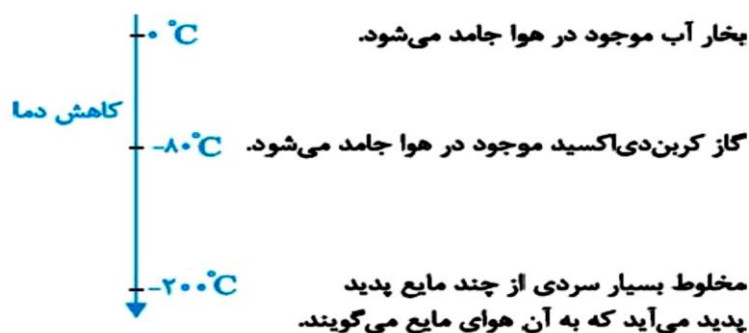 ۰ °C بخار آب موجود در هوا جامد می‌شود.
کاهش دما
-۸۰°C گاز کربن‌دی‌اکسید موجود در هوا جامد می‌شود.
-۲۰۰°C مخلوط بسیار سردی از چند مایع پدید
پدید می‌آید که به آن هوای مایع می‌گویند.